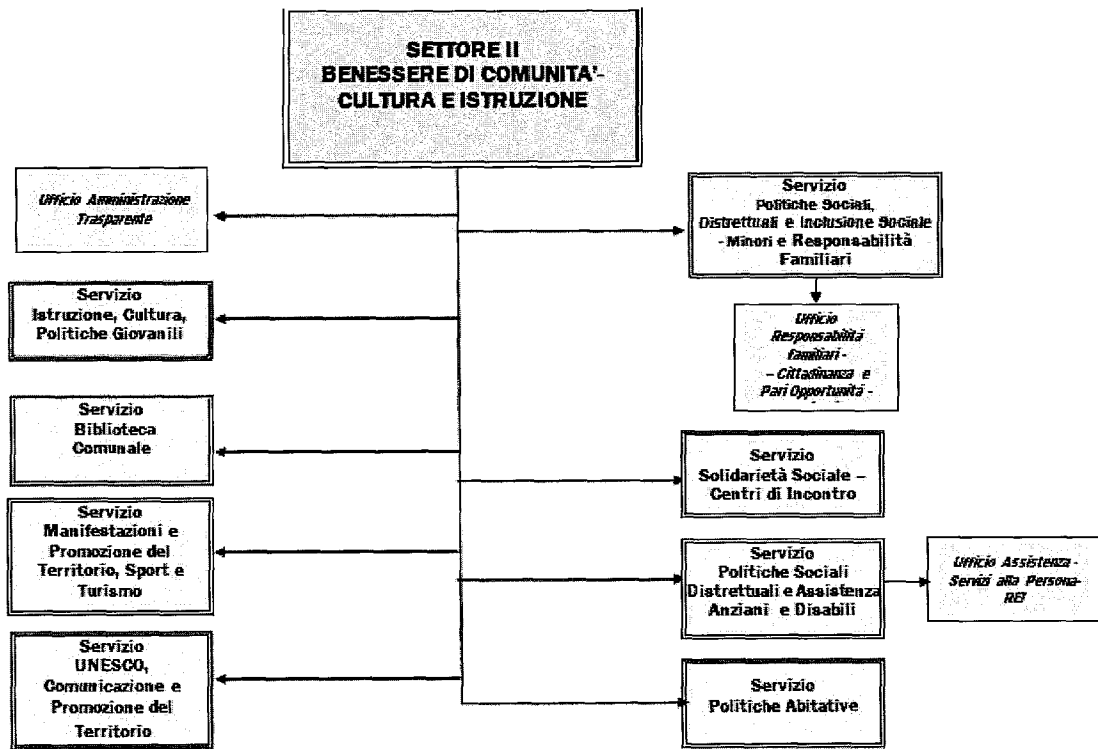 SETTORE II
BENESSERE DI COMUNITA'-
CULTURA E ISTRUZIONE
Ufficio Amministrazione
Trasparente
Servizio
Politiche Sociali,
Distrettuali e Inclusione Sociale
- Minori e Responsabilità
Familiari
Servizio
Istruzione, Cultura,
Politiche Giovanili
Ufficio
Responsabilità
familiari -
- Cittadinanza e
Pari Opportunità -
Servizio
Biblioteca
Comunale
Servizio
Solidarietà Sociale –
Centri di Incontro
Servizio
Manifestazioni e
Promozione del
Territorio, Sport e
Turismo
Servizio
Politiche Sociali
Distrettuali e Assistenza
Anziani e Disabili
Ufficio Assistenza -
Servizi alla Persona-
REI
Servizio
UNESCO,
Comunicazione e
Promozione del
Territorio
Servizio
Politiche Abitative